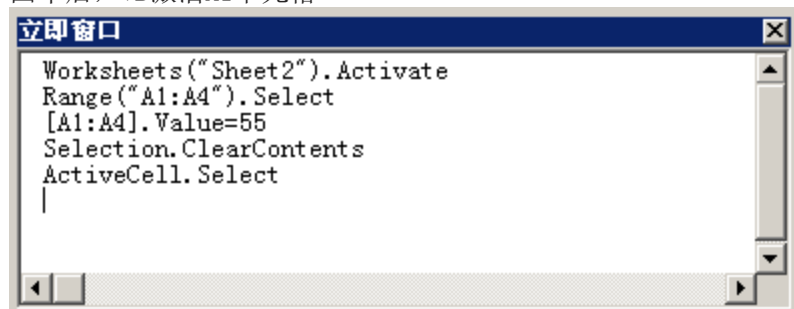 立即窗口
Worksheets("Sheet2").Activate
Range("A1:A4").Select
[A1:A4].Value=55
Selection.ClearContents
ActiveCell.Select